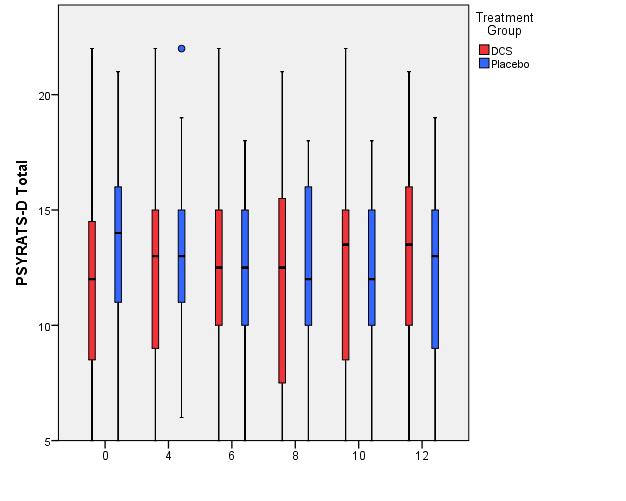 Treatment
Group
DCS
Placebo
PSYRATS-D Total
20
15
10
5
0 4 6 8 10 12